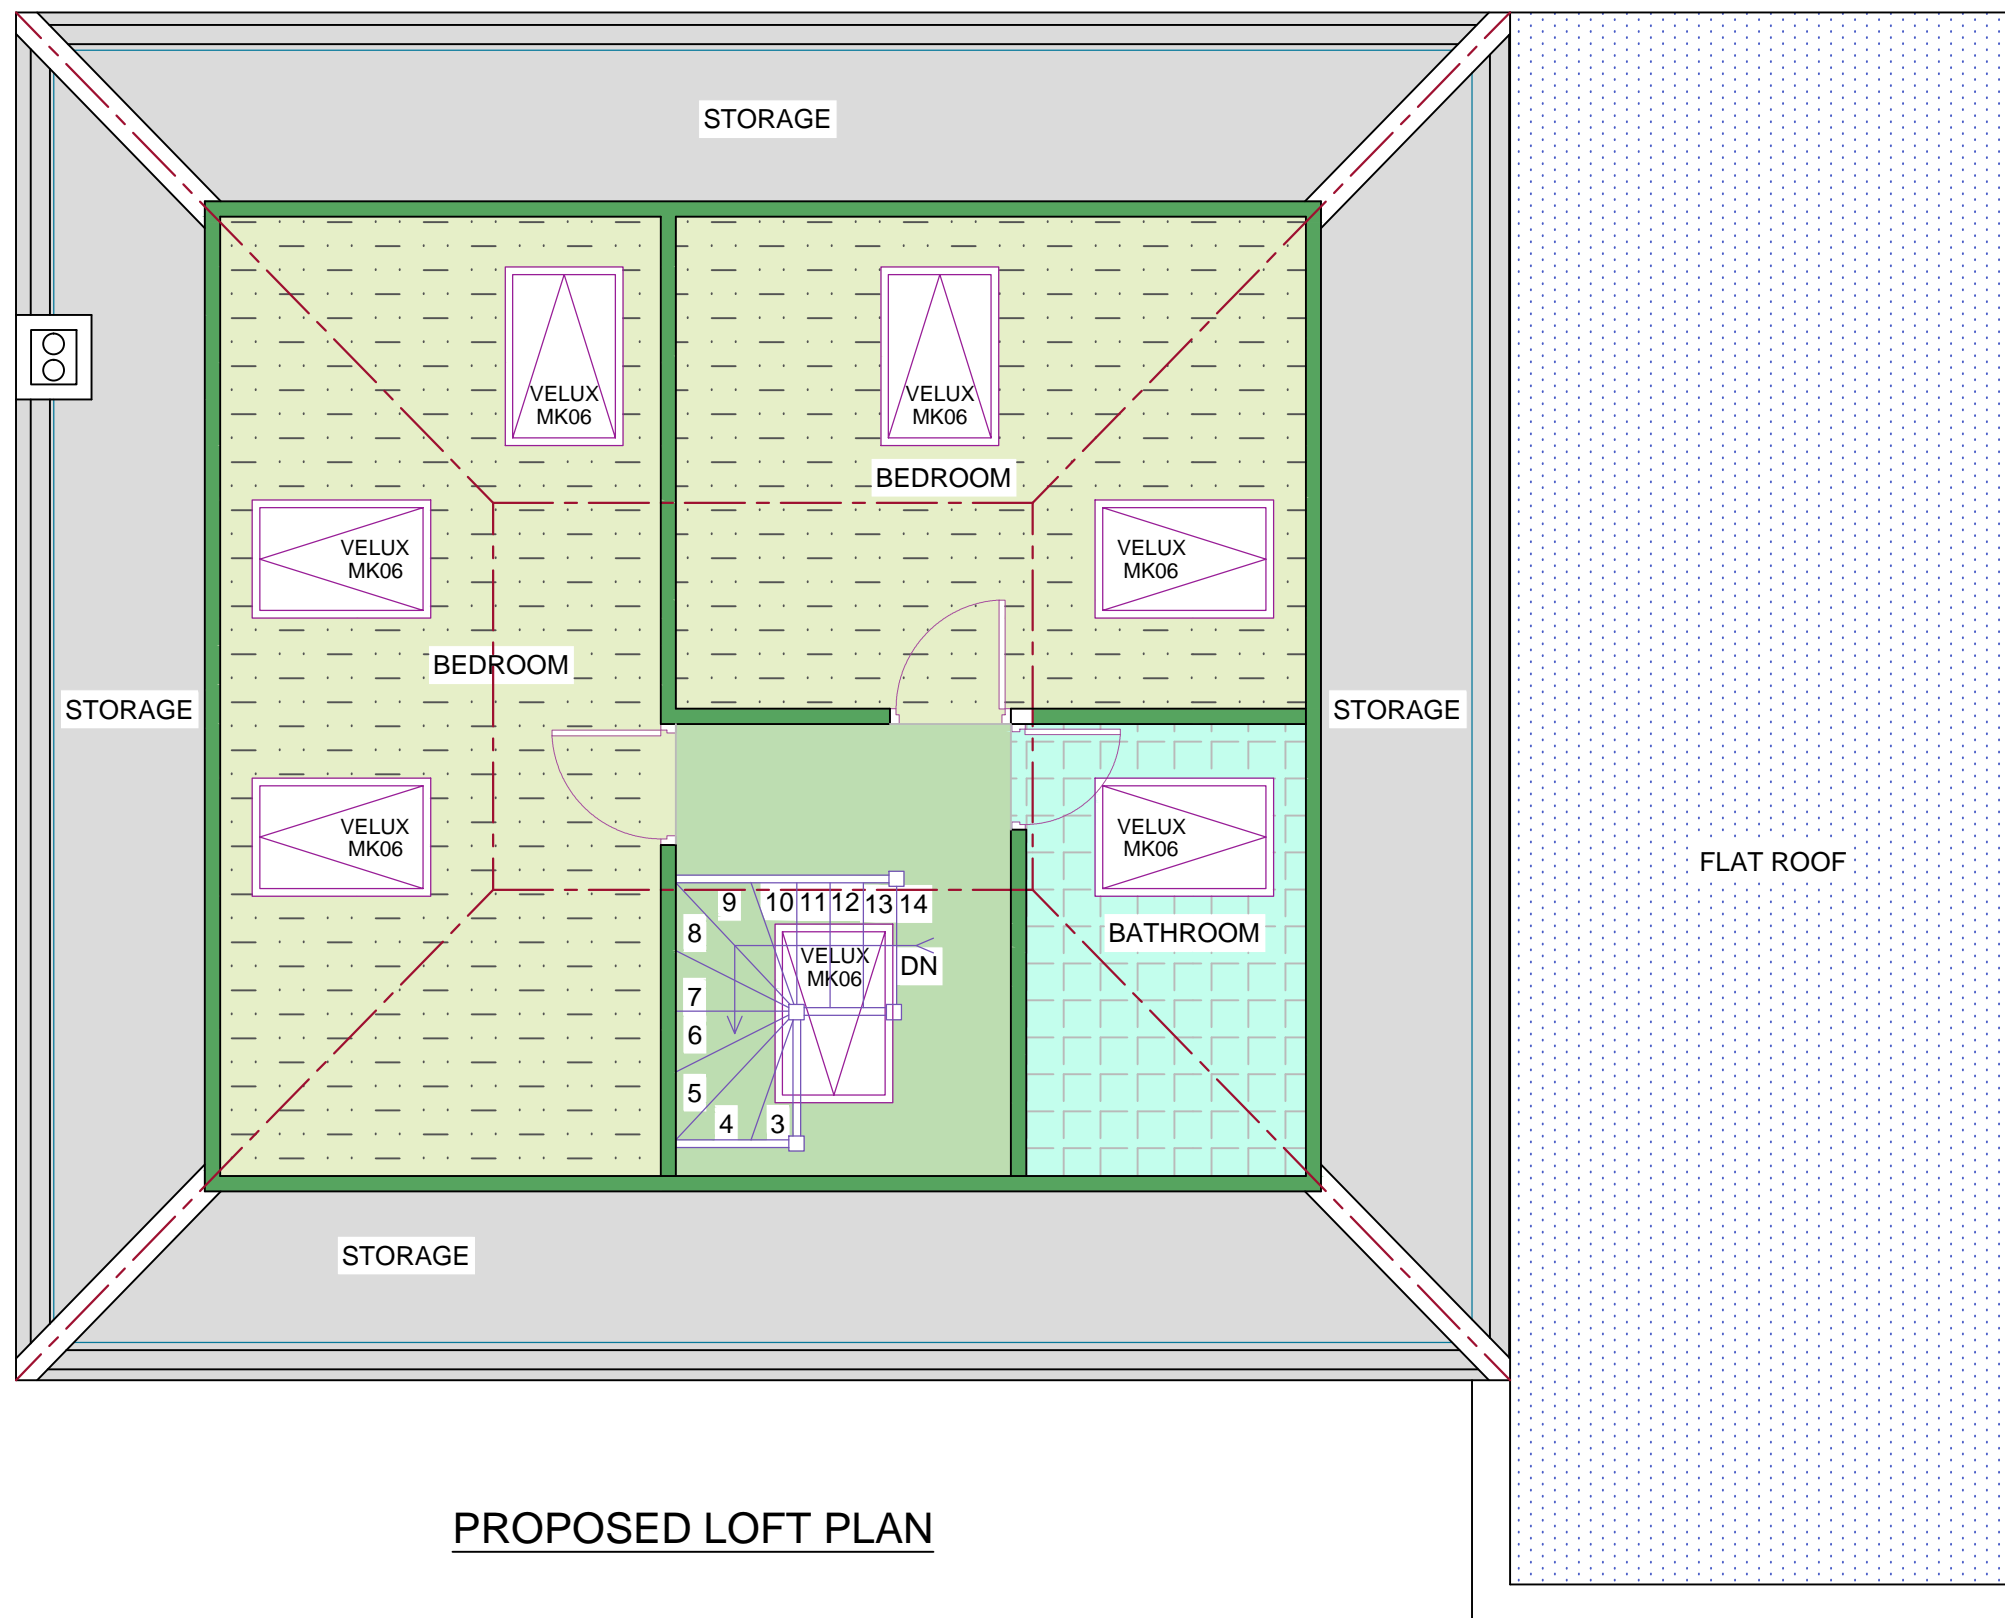 STORAGE
VELUX
MK06
VELUX
MK06
BEDROOM
VELUX
MK06
VELUX
MK06
BEDROOM
STORAGE
STORAGE
VELUX
MK06
VELUX
MK06
FLAT ROOF
9
10
11
12
13
14
8
BATHROOM
VELUX
MK06
DN
7
6
5
4
3
STORAGE
PROPOSED LOFT PLAN